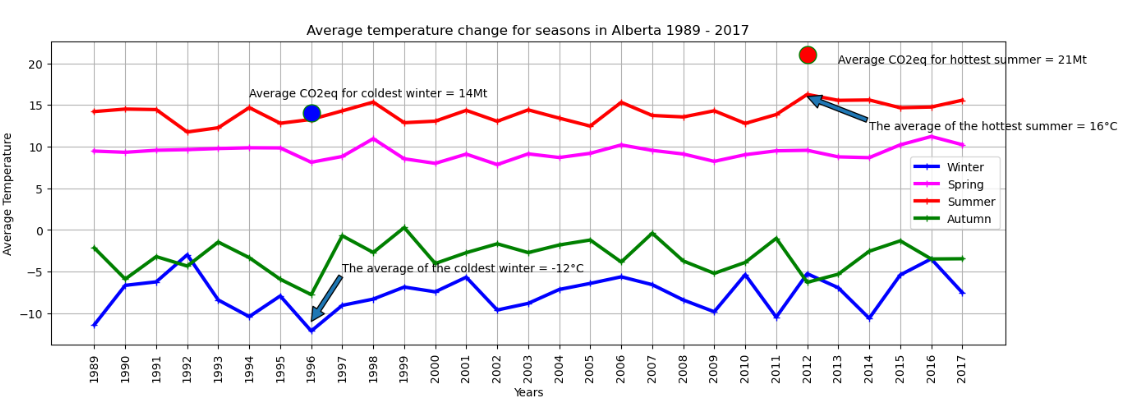 Average temperature change for seasons in Alberta 1989 - 2017
Average CO2eq for hottest summer = 21Mt
Average CO2eq for coldest winter = 14Mt
The average of the hottest summer = 16°C
The average of the coldest winter = -12°C
Winter
Spring
Summer
Autumn
Average Temperature
20
15
10
5
0
−5
−10
1989 1990 1991 1992 1993 1994 1995 1996 1997 1998 1999 2000 2001 2002 2003 2004 2005 2006 2007 2008 2009 2010 2011 2012 2013 2014 2015 2016 2017
Years